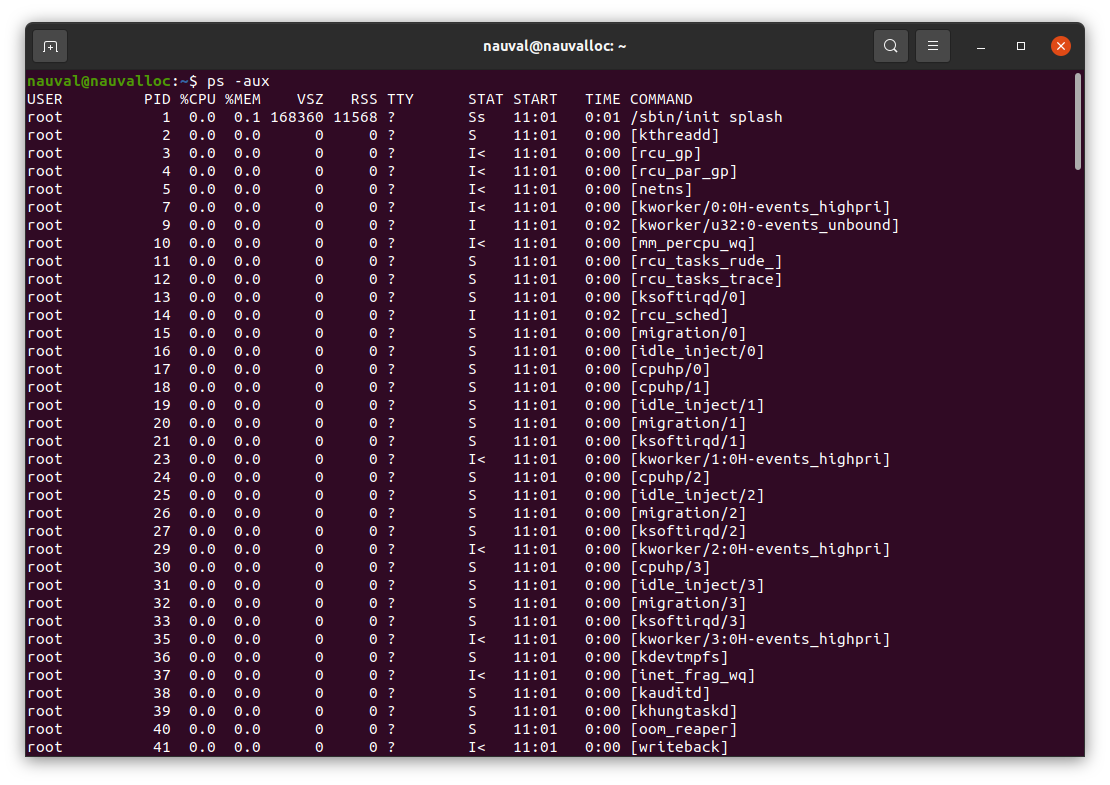 nauval@nauvalloc: ~
nauval@nauvalloc:~$ ps -aux
USER         PID %CPU %MEM    VSZ   RSS TTY      STAT START   TIME COMMAND
root           1  0.0  0.1 168360 11568 ?        Ss   11:01   0:01 /sbin/init splash
root           2  0.0  0.0      0     0 ?        S    11:01   0:00 [kthreadd]
root           3  0.0  0.0      0     0 ?        I<   11:01   0:00 [rcu_gp]
root           4  0.0  0.0      0     0 ?        I<   11:01   0:00 [rcu_par_gp]
root           5  0.0  0.0      0     0 ?        I<   11:01   0:00 [netns]
root           7  0.0  0.0      0     0 ?        I<   11:01   0:00 [kworker/0:0H-events_highpri]
root           9  0.0  0.0      0     0 ?        I    11:01   0:02 [kworker/u32:0-events_unbound]
root          10  0.0  0.0      0     0 ?        I<   11:01   0:00 [mm_percpu_wq]
root          11  0.0  0.0      0     0 ?        S    11:01   0:00 [rcu_tasks_rude_]
root          12  0.0  0.0      0     0 ?        S    11:01   0:00 [rcu_tasks_trace]
root          13  0.0  0.0      0     0 ?        S    11:01   0:00 [ksoftirqd/0]
root          14  0.0  0.0      0     0 ?        I    11:01   0:02 [rcu_sched]
root          15  0.0  0.0      0     0 ?        S    11:01   0:00 [migration/0]
root          16  0.0  0.0      0     0 ?        S    11:01   0:00 [idle_inject/0]
root          17  0.0  0.0      0     0 ?        S    11:01   0:00 [cpuhp/0]
root          18  0.0  0.0      0     0 ?        S    11:01   0:00 [cpuhp/1]
root          19  0.0  0.0      0     0 ?        S    11:01   0:00 [idle_inject/1]
root          20  0.0  0.0      0     0 ?        S    11:01   0:00 [migration/1]
root          21  0.0  0.0      0     0 ?        S    11:01   0:00 [ksoftirqd/1]
root          23  0.0  0.0      0     0 ?        I<   11:01   0:00 [kworker/1:0H-events_highpri]
root          24  0.0  0.0      0     0 ?        S    11:01   0:00 [cpuhp/2]
root          25  0.0  0.0      0     0 ?        S    11:01   0:00 [idle_inject/2]
root          26  0.0  0.0      0     0 ?        S    11:01   0:00 [migration/2]
root          27  0.0  0.0      0     0 ?        S    11:01   0:00 [ksoftirqd/2]
root          29  0.0  0.0      0     0 ?        I<   11:01   0:00 [kworker/2:0H-events_highpri]
root          30  0.0  0.0      0     0 ?        S    11:01   0:00 [cpuhp/3]
root          31  0.0  0.0      0     0 ?        S    11:01   0:00 [idle_inject/3]
root          32  0.0  0.0      0     0 ?        S    11:01   0:00 [migration/3]
root          33  0.0  0.0      0     0 ?        S    11:01   0:00 [ksoftirqd/3]
root          35  0.0  0.0      0     0 ?        I<   11:01   0:00 [kworker/3:0H-events_highpri]
root          36  0.0  0.0      0     0 ?        S    11:01   0:00 [kdevtmpfs]
root          37  0.0  0.0      0     0 ?        I<   11:01   0:00 [inet_frag_wq]
root          38  0.0  0.0      0     0 ?        S    11:01   0:00 [kauditd]
root          39  0.0  0.0      0     0 ?        S    11:01   0:00 [khungtaskd]
root          40  0.0  0.0      0     0 ?        S    11:01   0:00 [oom_reaper]
root          41  0.0  0.0      0     0 ?        I<   11:01   0:00 [writeback]